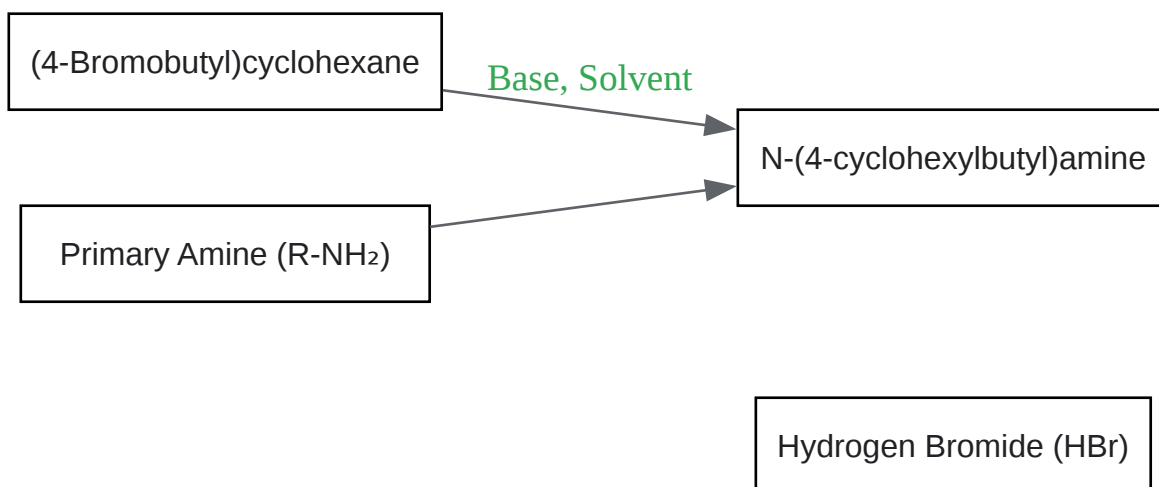 (4-Bromobutyl)cyclohexane
Base, Solvent
N-(4-cyclohexylbutyl)amine
Primary Amine (R-NH₂)
Hydrogen Bromide (HBr)